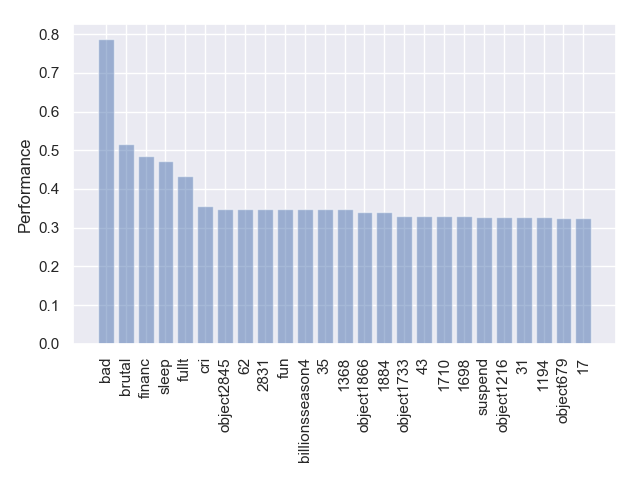 Performance
0.8
0.7
0.6
0.5
0.4
0.3
0.2
0.1
0.0
bad
brutal
financ
sleep
fullt
cri
object2845
62
2831
fun
billionsseason4
35
1368
object1866
1884
object1733
43
1710
1698
suspend
object1216
31
1194
object679
17